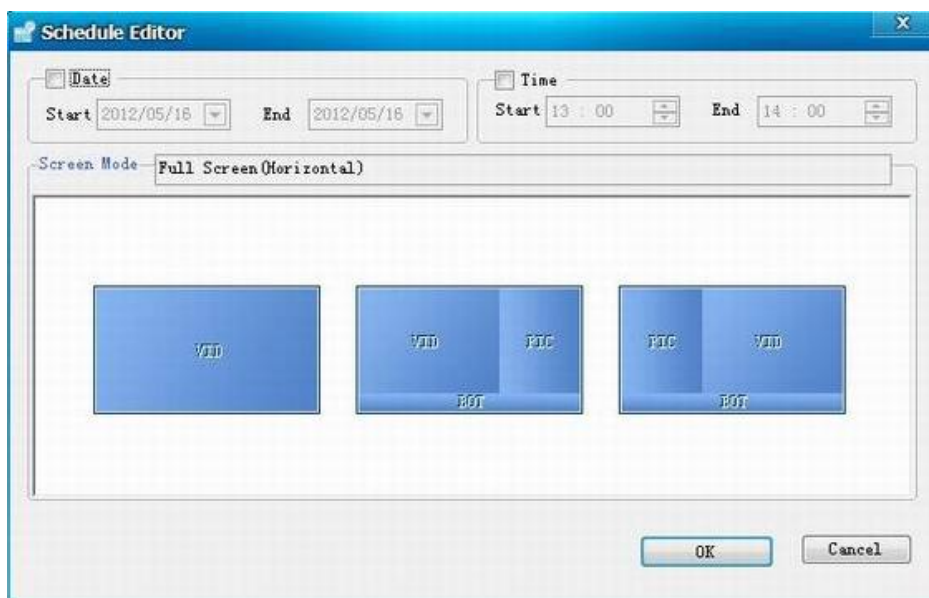 Schedule Editor
Date
Time
Start 2012/05/16 End 2012/05/16
Start 13 : 00 End 14 : 00
Screen Mode
Full Screen(Horizontal)
VID
VID PIC
BOT
PIC VID
BOT
OK
Cancel